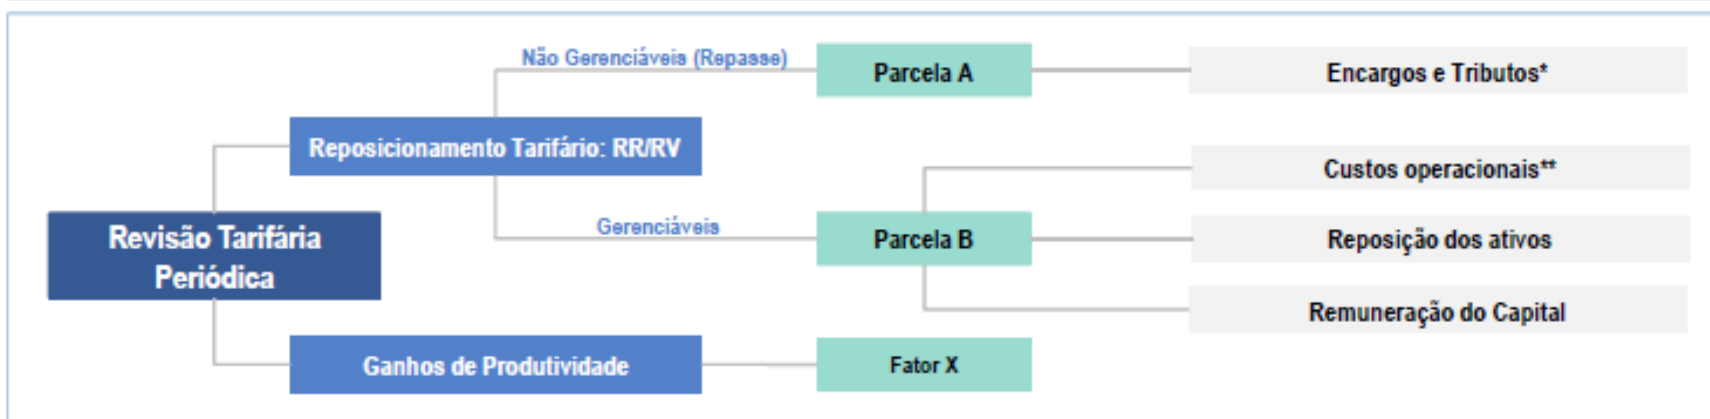 Não Gerenciáveis (Repasse)
Parcela A
Encargos e Tributos*
Reposicionamento Tarifário: RR/RV
Custos operacionais**
Gerenciáveis
Revisão Tarifária
Periódica
Parcela B
Reposição dos ativos
Remuneração do Capital
Ganhos de Produtividade
Fator X